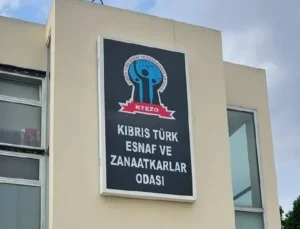 KTEZO
KIBRIS TÜRK
ESNAF VE
ZANAATKARLAR
ODASI